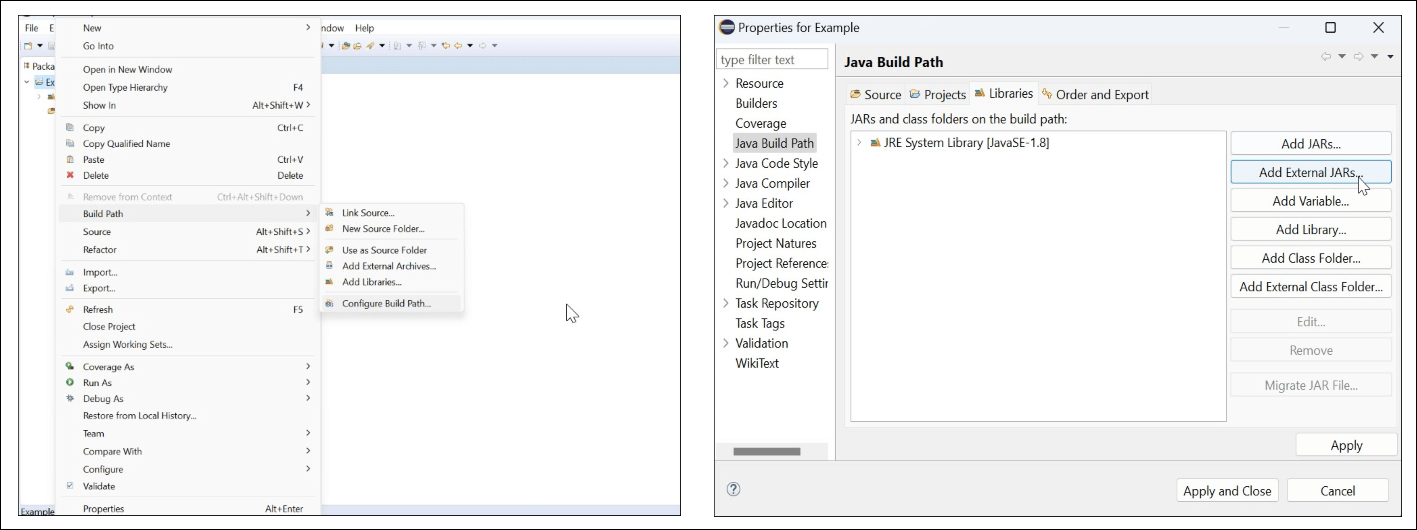 File
ndow Help
Packa
Ex
New
Go Into
Open in New Window
Open Type Hierarchy F4
Show In Alt+Shift+W
Copy Ctrl+C
Copy Qualified Name
Paste Ctrl+V
Delete Delete
Remove from Context Ctrl+Alt+Shift+Down
Build Path
Source Alt+Shift+S
Refactor Alt+Shift+T
Import...
Export...
Refresh F5
Close Project
Assign Working Sets...
Coverage As
Run As
Debug As
Restore from Local History...
Team
Compare With
Configure
Validate
Properties Alt+Enter
Example
Link Source...
New Source Folder...
Use as Source Folder
Add External Archives...
Add Libraries...
Configure Build Path...
Properties for Example
type filter text
Resource
Builders
Coverage
Java Build Path
Java Code Style
Java Compiler
Java Editor
Javadoc Location
Project Natures
Project Reference
Run/Debug Settin
Task Repository
Task Tags
Validation
WikiText
Java Build Path
Source Projects Libraries Order and Export
JARs and class folders on the build path:
JRE System Library [JavaSE-1.8]
Add JARs...
Add External JARs...
Add Variable...
Add Library...
Add Class Folder...
Add External Class Folder...
Edit...
Remove
Migrate JAR File...
Apply
Apply and Close Cancel